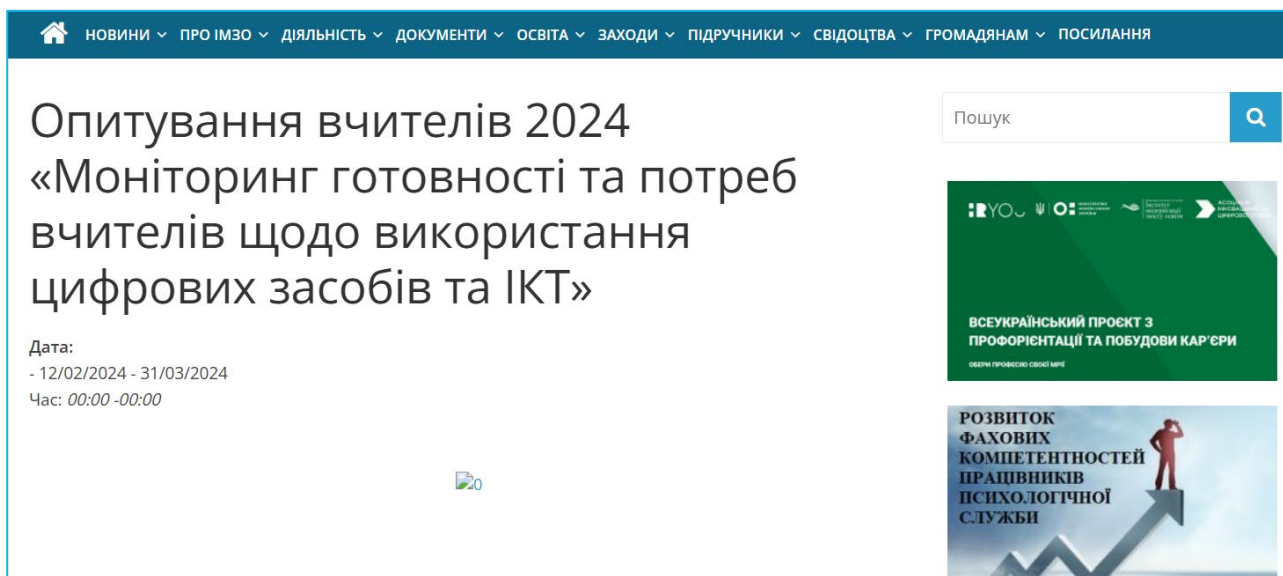 НОВИНИ ПРО ІМЗО ДІЯЛЬНІСТЬ ДОКУМЕНТИ ОСВІТА ЗАХОДИ ПІДРУЧНИКИ СВІДОЦТВА ГРОМАДЯНАМ ПОСИЛАННЯ
Опитування вчителів 2024
«Моніторинг готовності та потреб
вчителів щодо використання
цифрових засобів та ІКТ»
Дата:
- 12/02/2024 - 31/03/2024
Час: 00:00 -00:00
0
Пошук
ВСЕУКРАЇНСЬКИЙ ПРОЄКТ З
ПРОФОРІЄНТАЦІЇ ТА ПОБУДОВИ КАР'ЄРИ
ОБЕРИ ПРОФЕСІЮ СВОЄЇ МРІЇ
РОЗВИТОК
ФАХОВИХ
КОМПЕТЕНТНОСТЕЙ
ПРАЦІВНИКІВ
ПСИХОЛОГІЧНОЇ
СЛУЖБИ